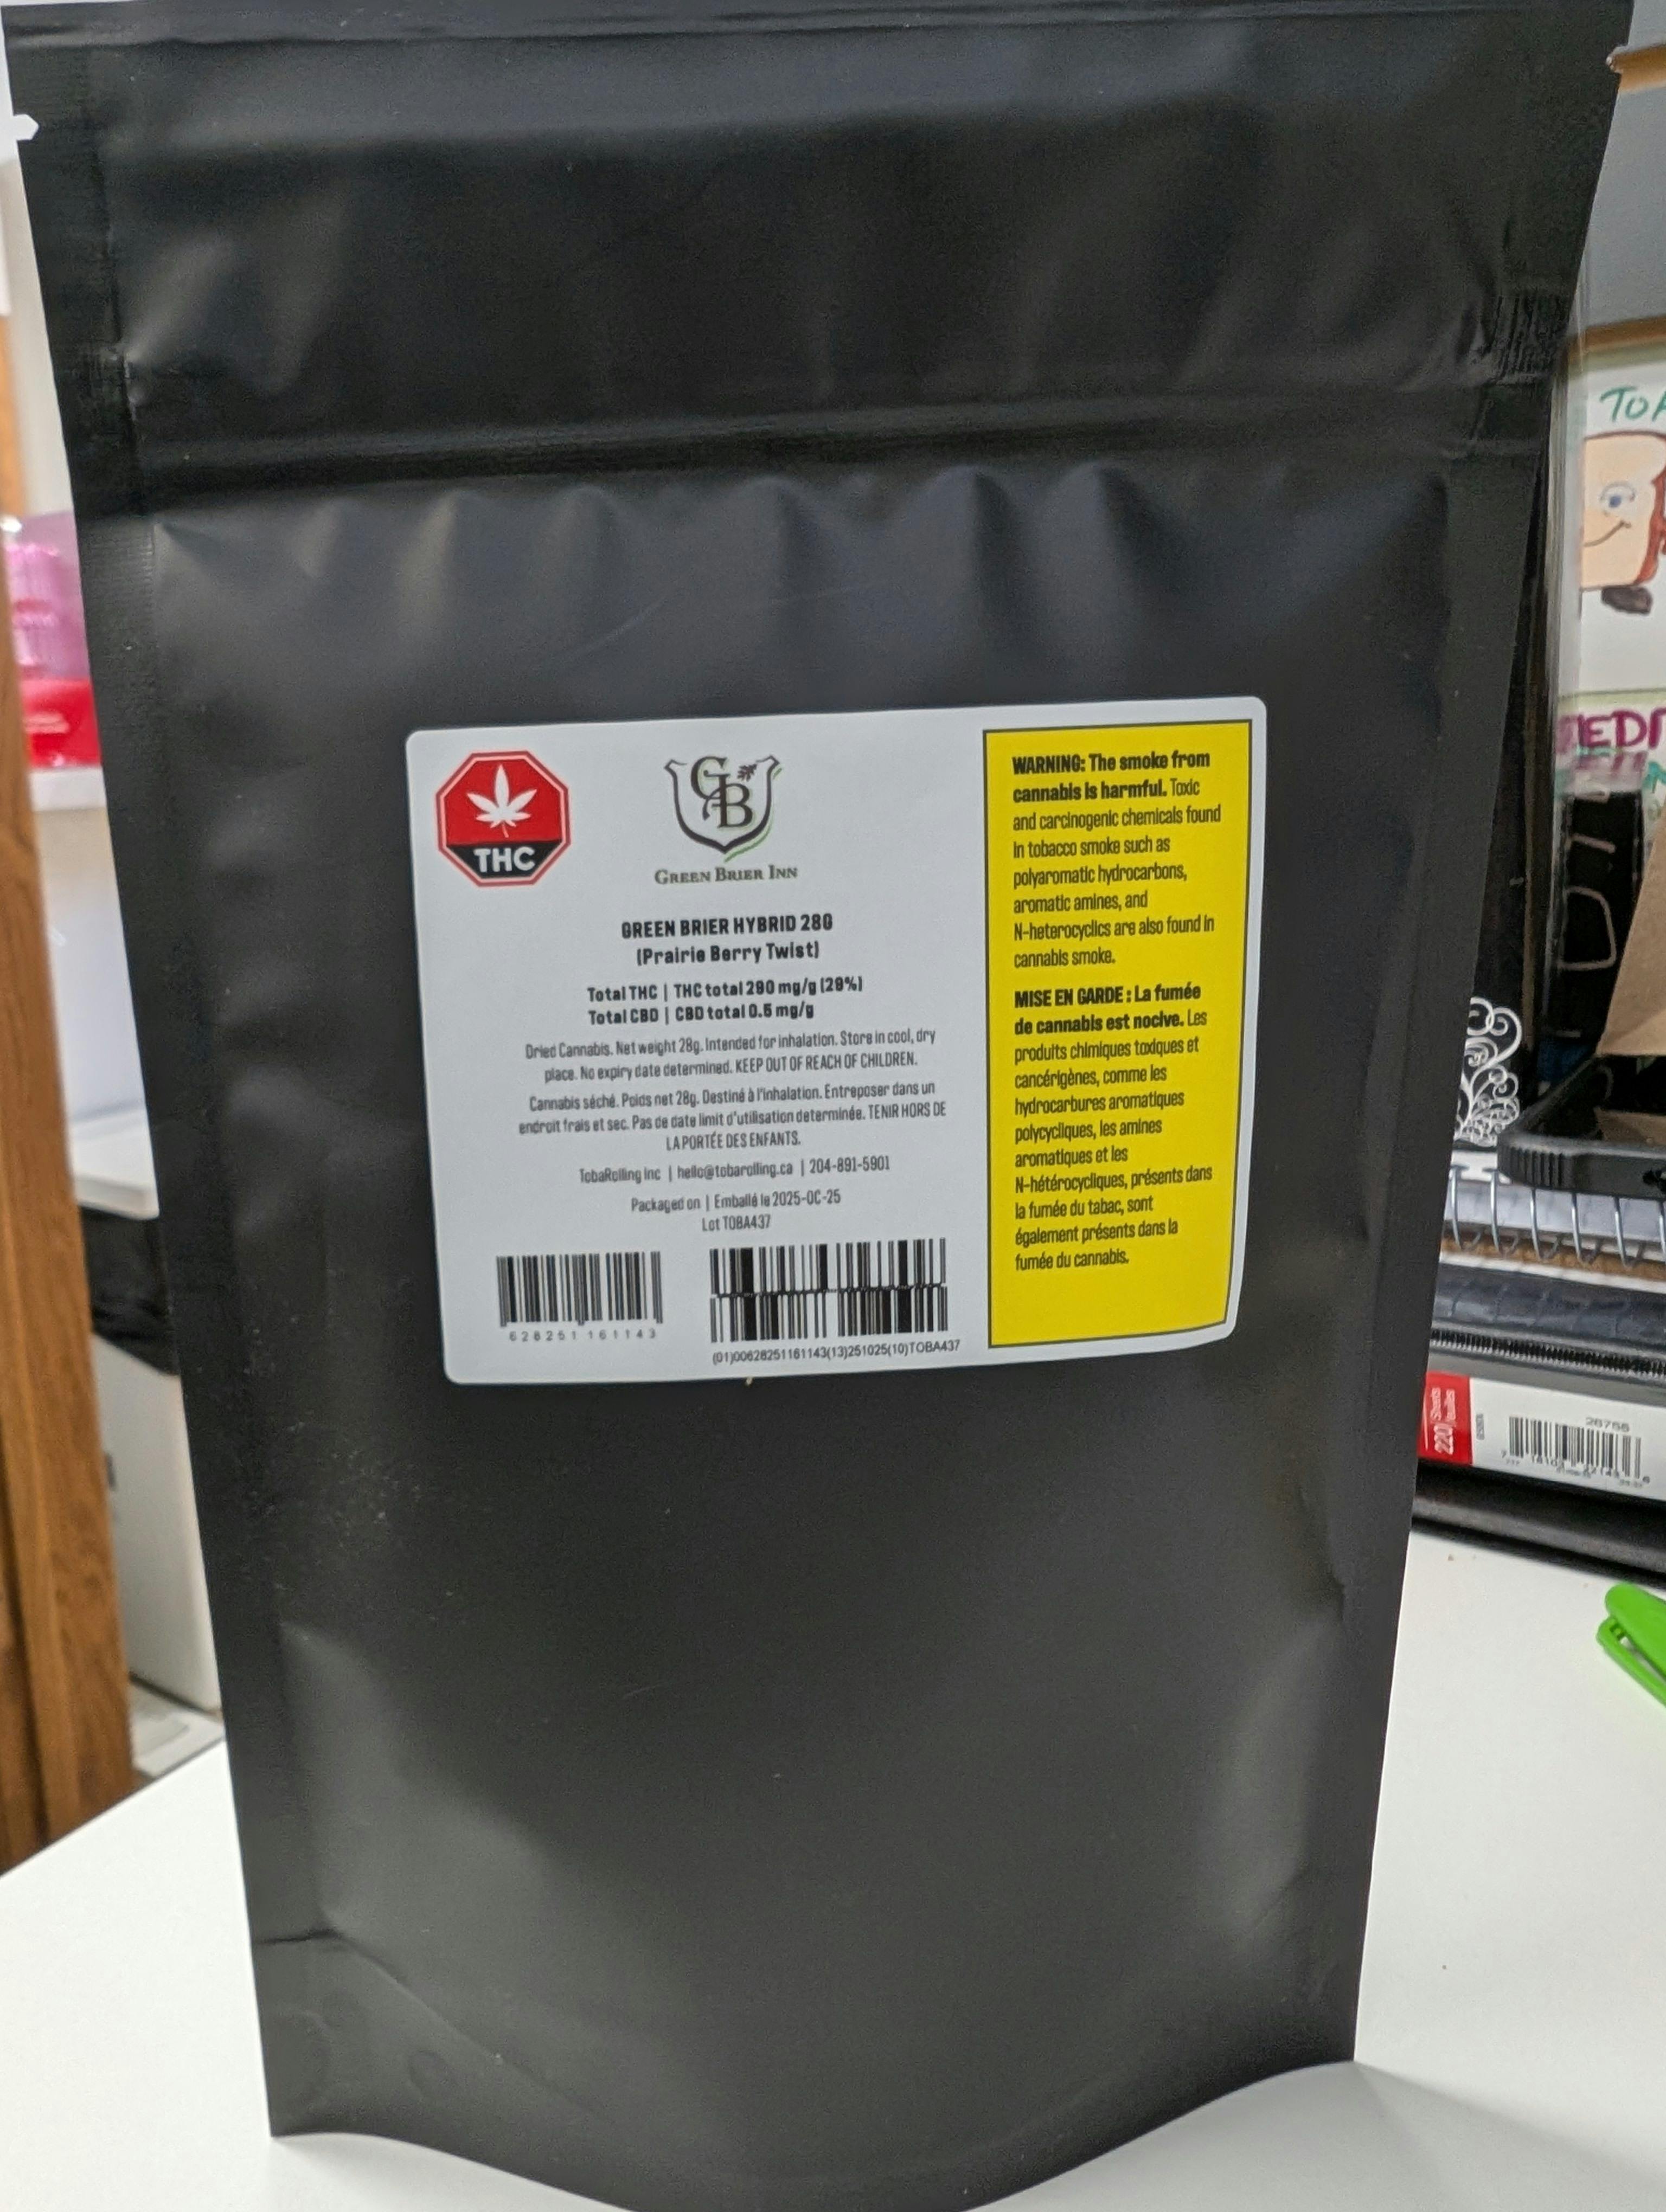 THC
GB
GREEN BRIER INN
GREEN BRIER HYBRID 28G
(Prairie Berry Twist)
Total THC | THC total 290 mg/g (29%)
Total CBD | CBD total 0.5 mg/g
Dried Cannabis. Net weight 28g. Intended for inhalation. Store in cool, dry
place. No expiry date determined. KEEP OUT OF REACH OF CHILDREN.
Cannabis séché. Poids net 28g. Destiné à l'inhalation. Entreposer dans un
endroit frais et sec. Pas de date limit d'utilisation determinée. TENIR HORS DE
LA PORTÉE DES ENFANTS.
TobaRolling Inc | hello@tobarolling.ca | 204-891-5901
Packaged on | Emballé le 2025-OC-25
Lot TOBA437
628251 161143
(01)00628251161143(13)251025(10)TOBA437
WARNING: The smoke from
cannabis is harmful. Toxic
and carcinogenic chemicals found
in tobacco smoke such as
polyaromatic hydrocarbons,
aromatic amines, and
N-heterocyclics are also found in
cannabis smoke.
MISE EN GARDE : La fumée
de cannabis est nocive. Les
produits chimiques toxiques et
cancérigènes, comme les
hydrocarbures aromatiques
polycycliques, les amines
aromatiques et les
N-hétérocycliques, présents dans
la fumée du tabac, sont
également présents dans la
fumée du cannabis.
220
Sheets
feuilles
26756